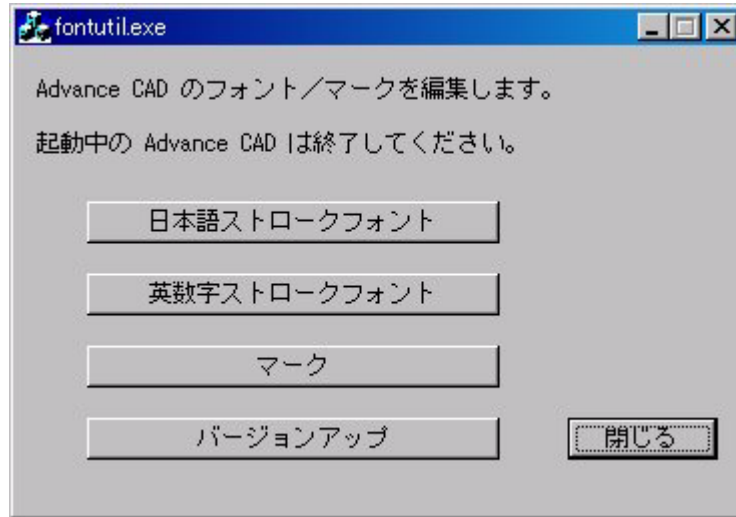 fontutil.exe
Advance CAD のフォント／マークを編集します。
起動中の Advance CAD は終了してください。
日本語ストロークフォント
英数字ストロークフォント
マーク
バージョンアップ
閉じる